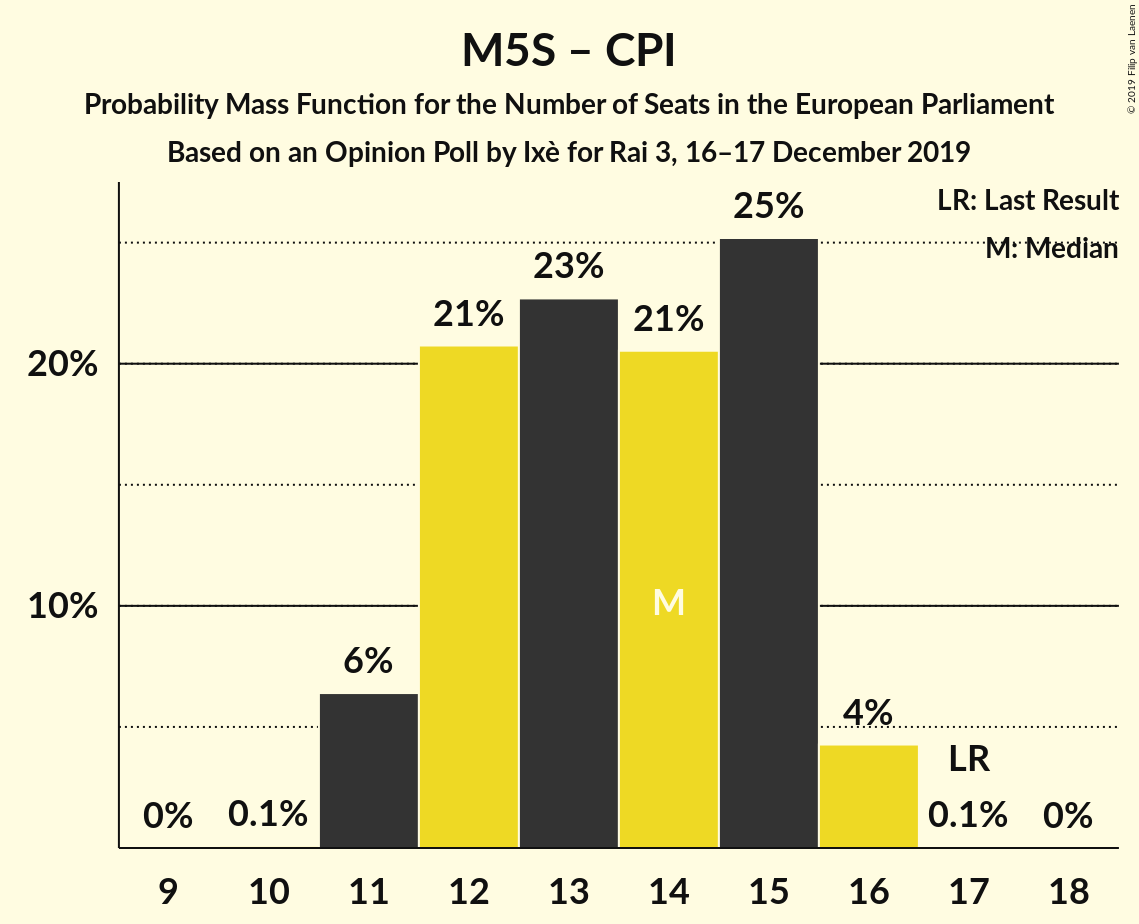 M5S – CPI
Probability Mass Function for the Number of Seats in the European Parliament
Based on an Opinion Poll by Ixè for Rai 3, 16–17 December 2019
© 2019 Filip van Laenen
LR: Last Result
M: Median
25%
23%
21%
21%
20%
10%
M
6%
4%
LR
0%
0.1%
0.1%
0%
9 10 11 12 13 14 15 16 17 18